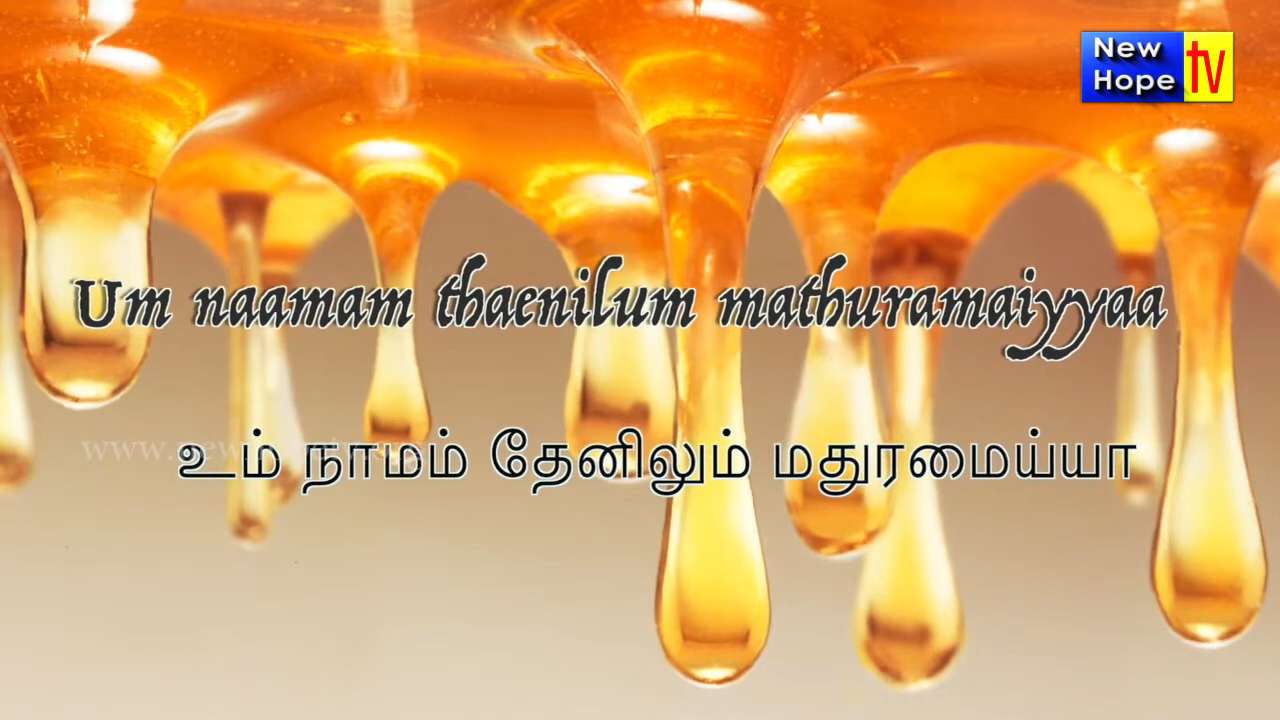 New
Hope
tv
Um naamam thaenilum mathuramaiyyaa
உம் நாமம் தேனிலும் மதுரமைய்யா